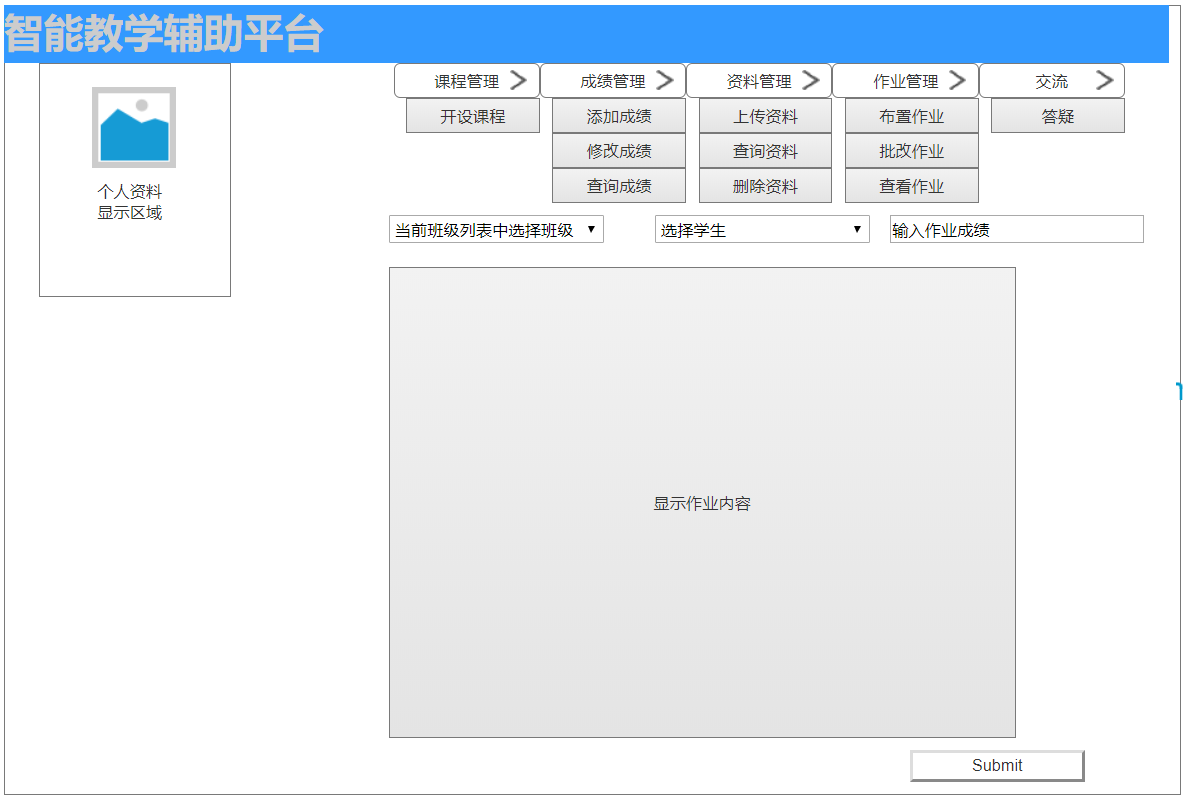 智能教学辅助平台
课程管理 成绩管理 资料管理 作业管理 交流
开设课程 添加成绩 上传资料 布置作业 答疑
修改成绩 查询资料 批改作业
查询成绩 删除资料 查看作业
个人资料
显示区域
当前班级列表中选择班级 选择学生 输入作业成绩
显示作业内容
Submit